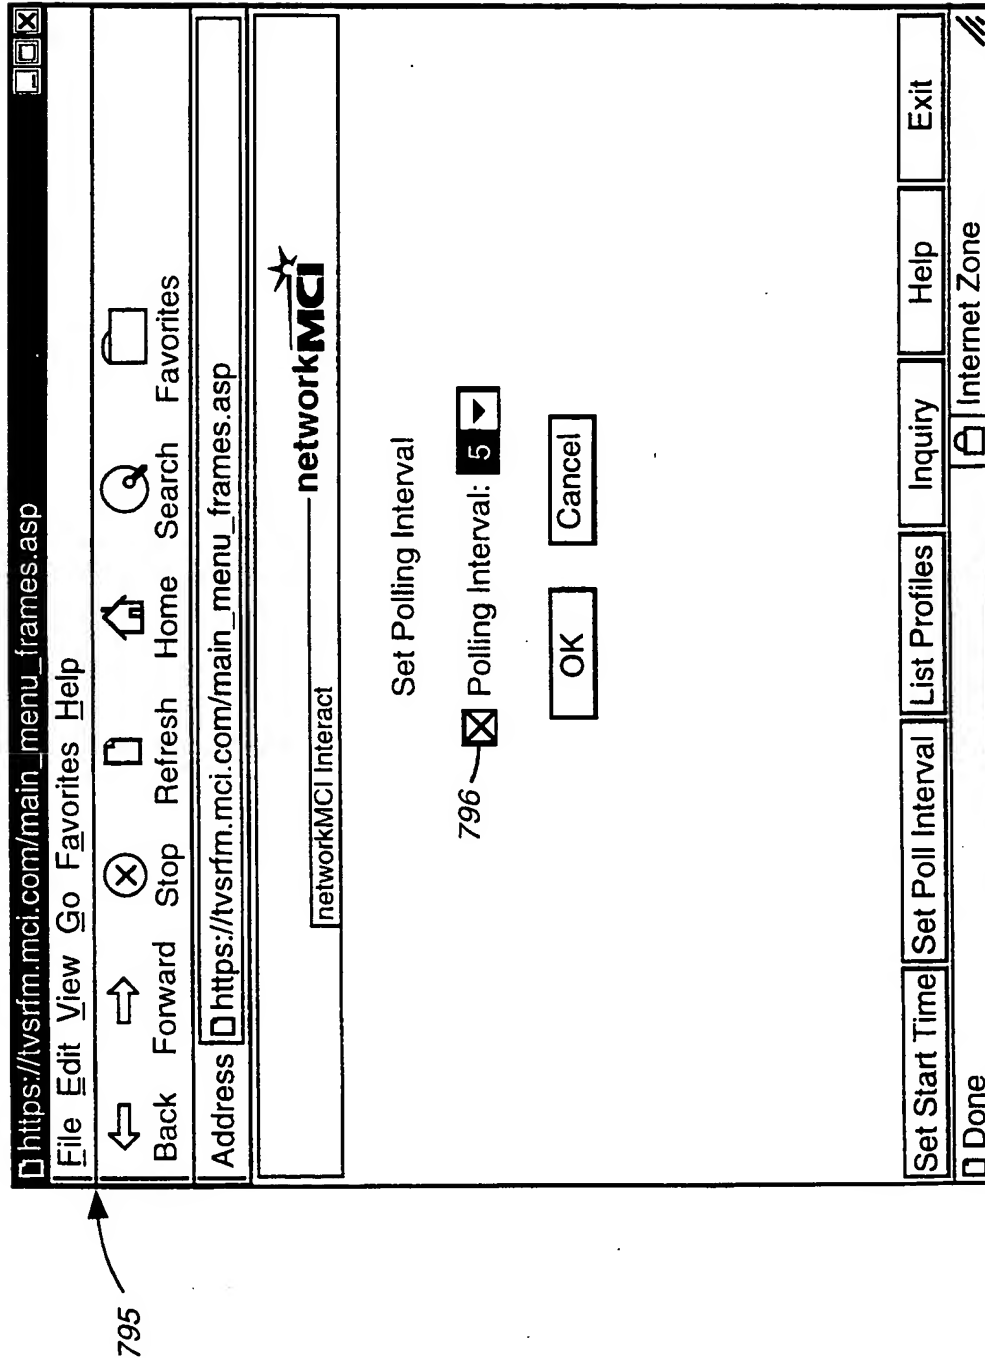 https://tvsrfm.mci.com/main_menu_frames.asp
File Edit View Go Favorites Help
Back Forward Stop Refresh Home Search Favorites
Address https://tvsrfm.mci.com/main_menu_frames.asp
networkMCI
networkMCI Interact
Set Polling Interval
Polling Interval: 5
796
OK Cancel
Set Start Time Set Poll Interval List Profiles Inquiry Help Exit
Done Internet Zone
795